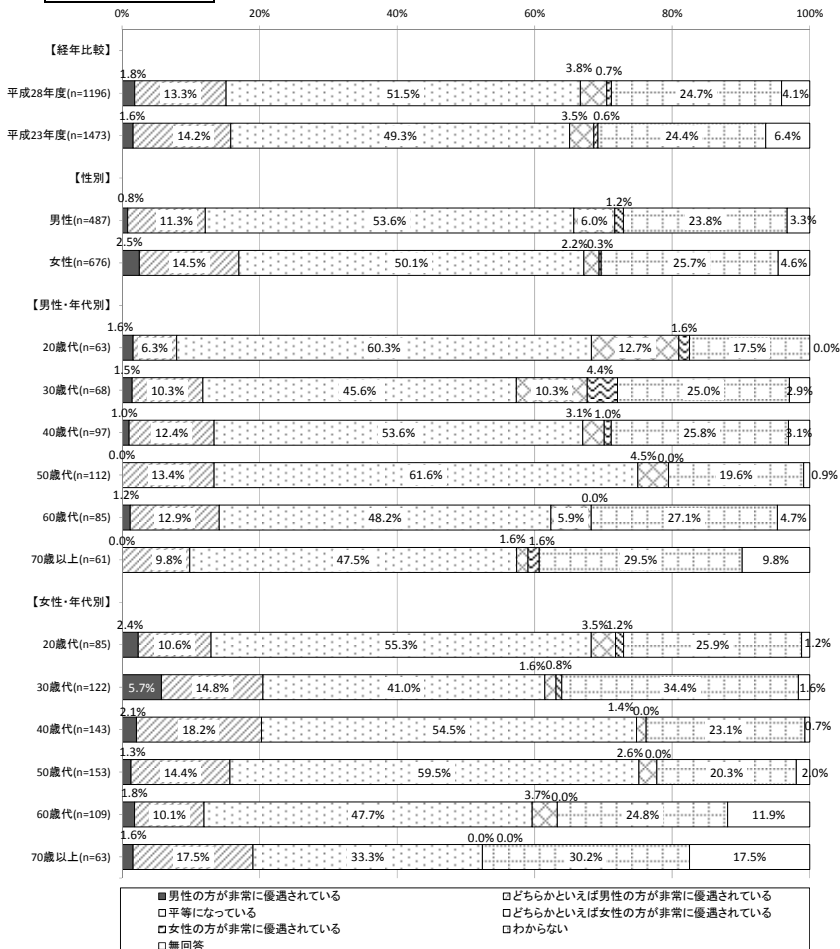 0% 20% 40% 60% 80% 100%
【経年比較】
1.8% 3.8% 0.7%
平成28年度(n=1196) 13.3% 51.5% 24.7% 4.1%
1.6% 3.5% 0.6%
平成23年度(n=1473) 14.2% 49.3% 24.4% 6.4%
【性別】
0.8% 1.2%
男性(n=487) 11.3% 53.6% 6.0% 23.8% 3.3%
2.5% 2.2% 0.3%
女性(n=676) 14.5% 50.1% 25.7% 4.6%
【男性・年代別】
1.6% 1.6%
20歳代(n=63) 6.3% 60.3% 12.7% 17.5% 0.0%
1.5% 4.4%
30歳代(n=68) 10.3% 45.6% 10.3% 25.0% 2.9%
1.0% 3.1% 1.0%
40歳代(n=97) 12.4% 53.6% 25.8% 3.1%
0.0% 4.5% 0.0%
50歳代(n=112) 13.4% 61.6% 19.6% 0.9%
1.2% 0.0%
60歳代(n=85) 12.9% 48.2% 5.9% 27.1% 4.7%
0.0% 1.6% 1.6%
70歳以上(n=61) 9.8% 47.5% 29.5% 9.8%
【女性・年代別】
2.4% 3.5% 1.2%
20歳代(n=85) 10.6% 55.3% 25.9% 1.2%
1.6% 0.8%
30歳代(n=122) 5.7% 14.8% 41.0% 34.4% 1.6%
2.1% 1.4% 0.0%
40歳代(n=143) 18.2% 54.5% 23.1% 0.7%
1.3% 2.6% 0.0%
50歳代(n=153) 14.4% 59.5% 20.3% 2.0%
1.8% 3.7% 0.0%
60歳代(n=109) 10.1% 47.7% 24.8% 11.9%
1.6% 0.0% 0.0%
70歳以上(n=63) 17.5% 33.3% 30.2% 17.5%
男性の方が非常に優遇されている どちらかといえば男性の方が非常に優遇されている
平等になっている どちらかといえば女性の方が非常に優遇されている
女性の方が非常に優遇されている わからない
無回答